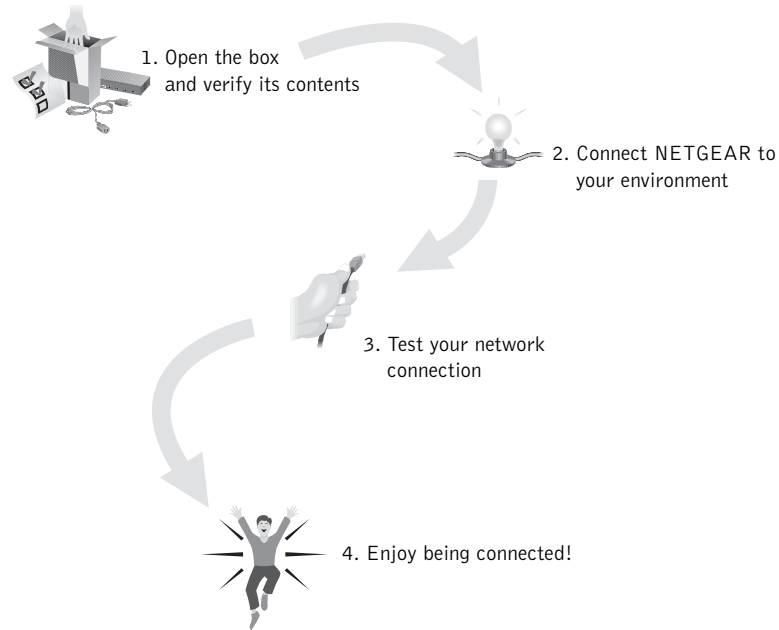 1. Open the box
and verify its contents
2. Connect NETGEAR to
your environment
3. Test your network
connection
4. Enjoy being connected!